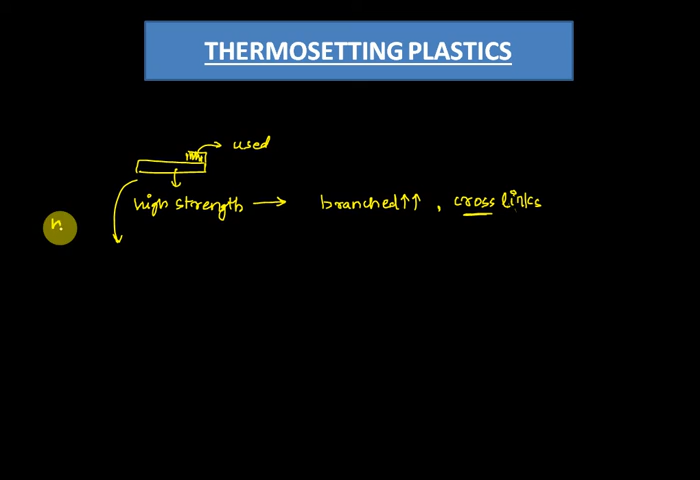 THERMOSETTING PLASTICS
used
high strength → branched↑↑ , cross links
h.